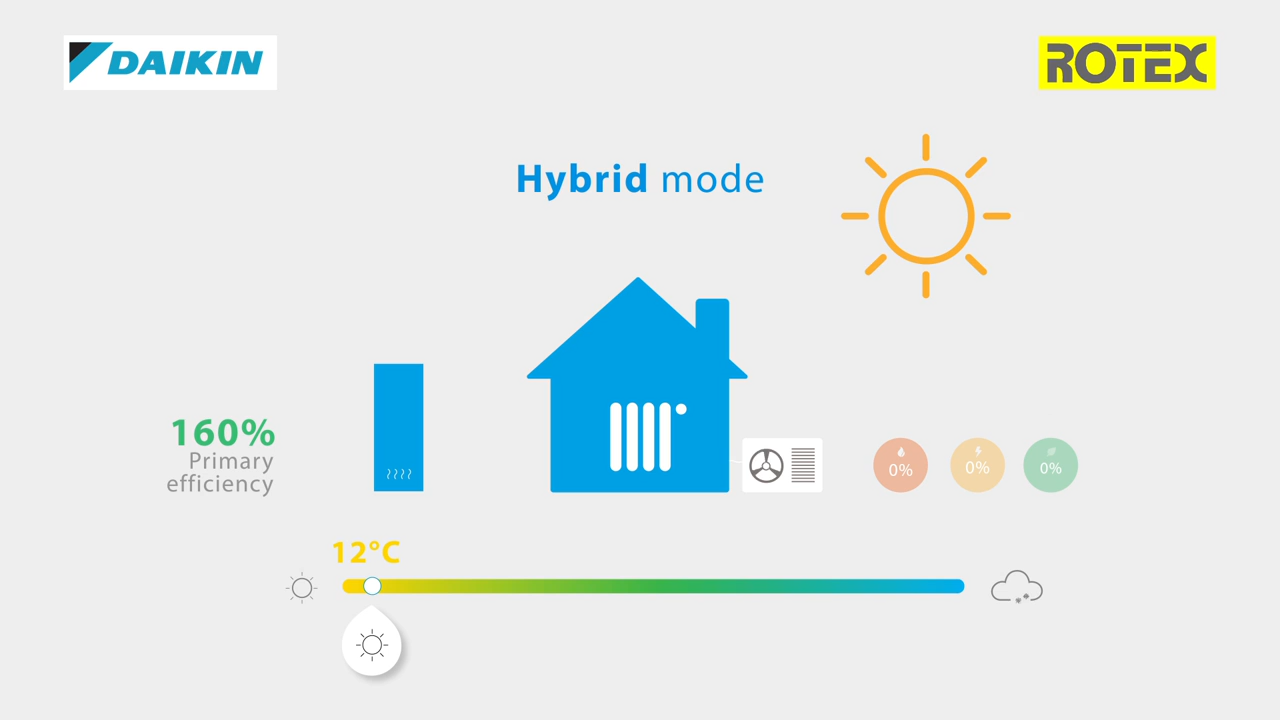 DAIKIN
ROTEX
Hybrid mode
160%
Primary
efficiency
0%
0%
0%
12°C